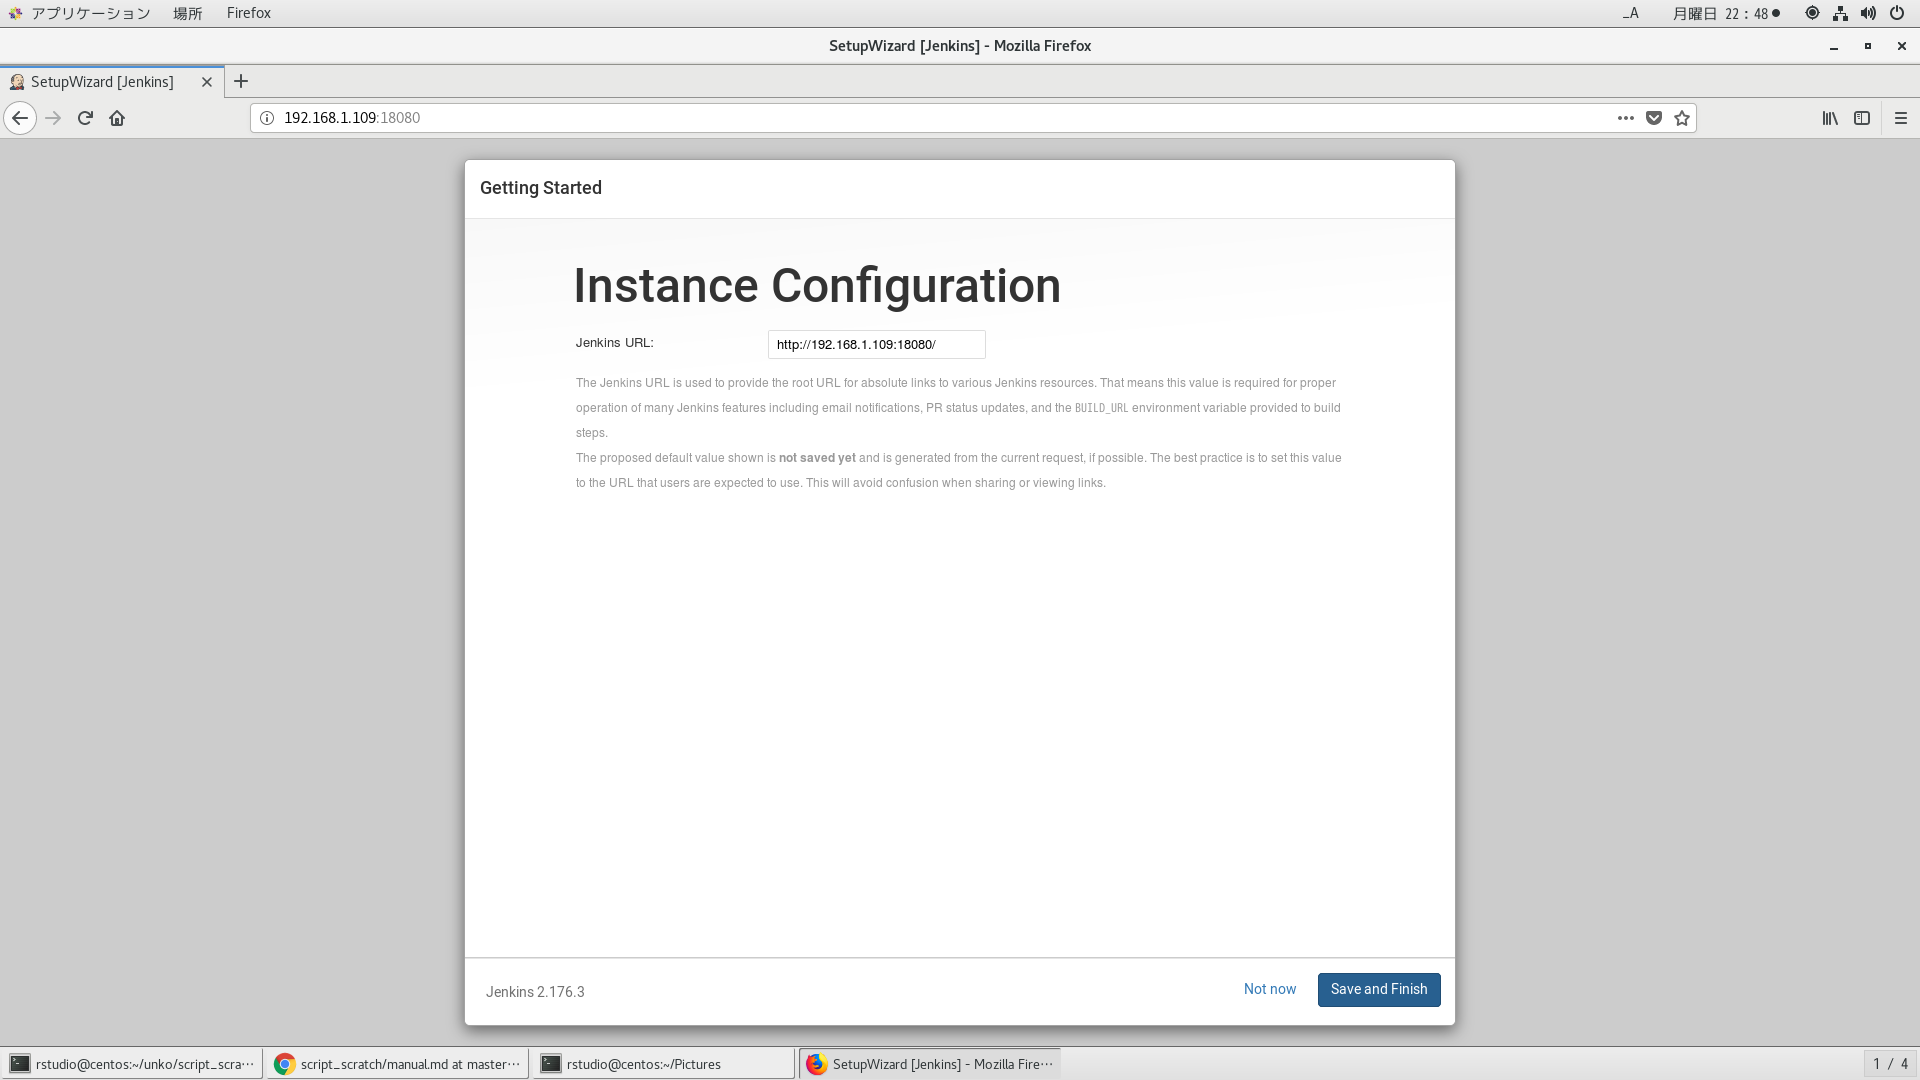 アプリケーション 場所 Firefox _A 月曜日 22：48
SetupWizard [Jenkins] - Mozilla Firefox
SetupWizard [Jenkins]
192.168.1.109:18080
Getting Started
Instance Configuration
Jenkins URL: http://192.168.1.109:18080/
The Jenkins URL is used to provide the root URL for absolute links to various Jenkins resources. That means this value is required for proper
operation of many Jenkins features including email notifications, PR status updates, and the BUILD_URL environment variable provided to build
steps.
The proposed default value shown is not saved yet and is generated from the current request, if possible. The best practice is to set this value
to the URL that users are expected to use. This will avoid confusion when sharing or viewing links.
Jenkins 2.176.3 Not now Save and Finish
rstudio@centos:~/unko/script_scra… script_scratch/manual.md at master… rstudio@centos:~/Pictures SetupWizard [Jenkins] - Mozilla Fire… 1 / 4